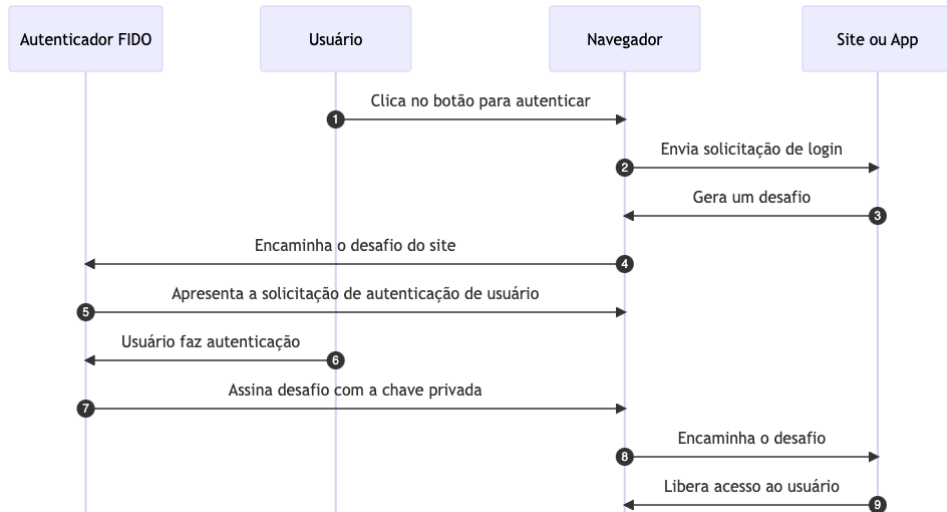 Autenticador FIDO
Usuário
Navegador
Site ou App
Clica no botão para autenticar
1
Envia solicitação de login
2
Gera um desafio
3
Encaminha o desafio do site
4
Apresenta a solicitação de autenticação de usuário
5
Usuário faz autenticação
6
Assina desafio com a chave privada
7
Encaminha o desafio
8
Libera acesso ao usuário
9